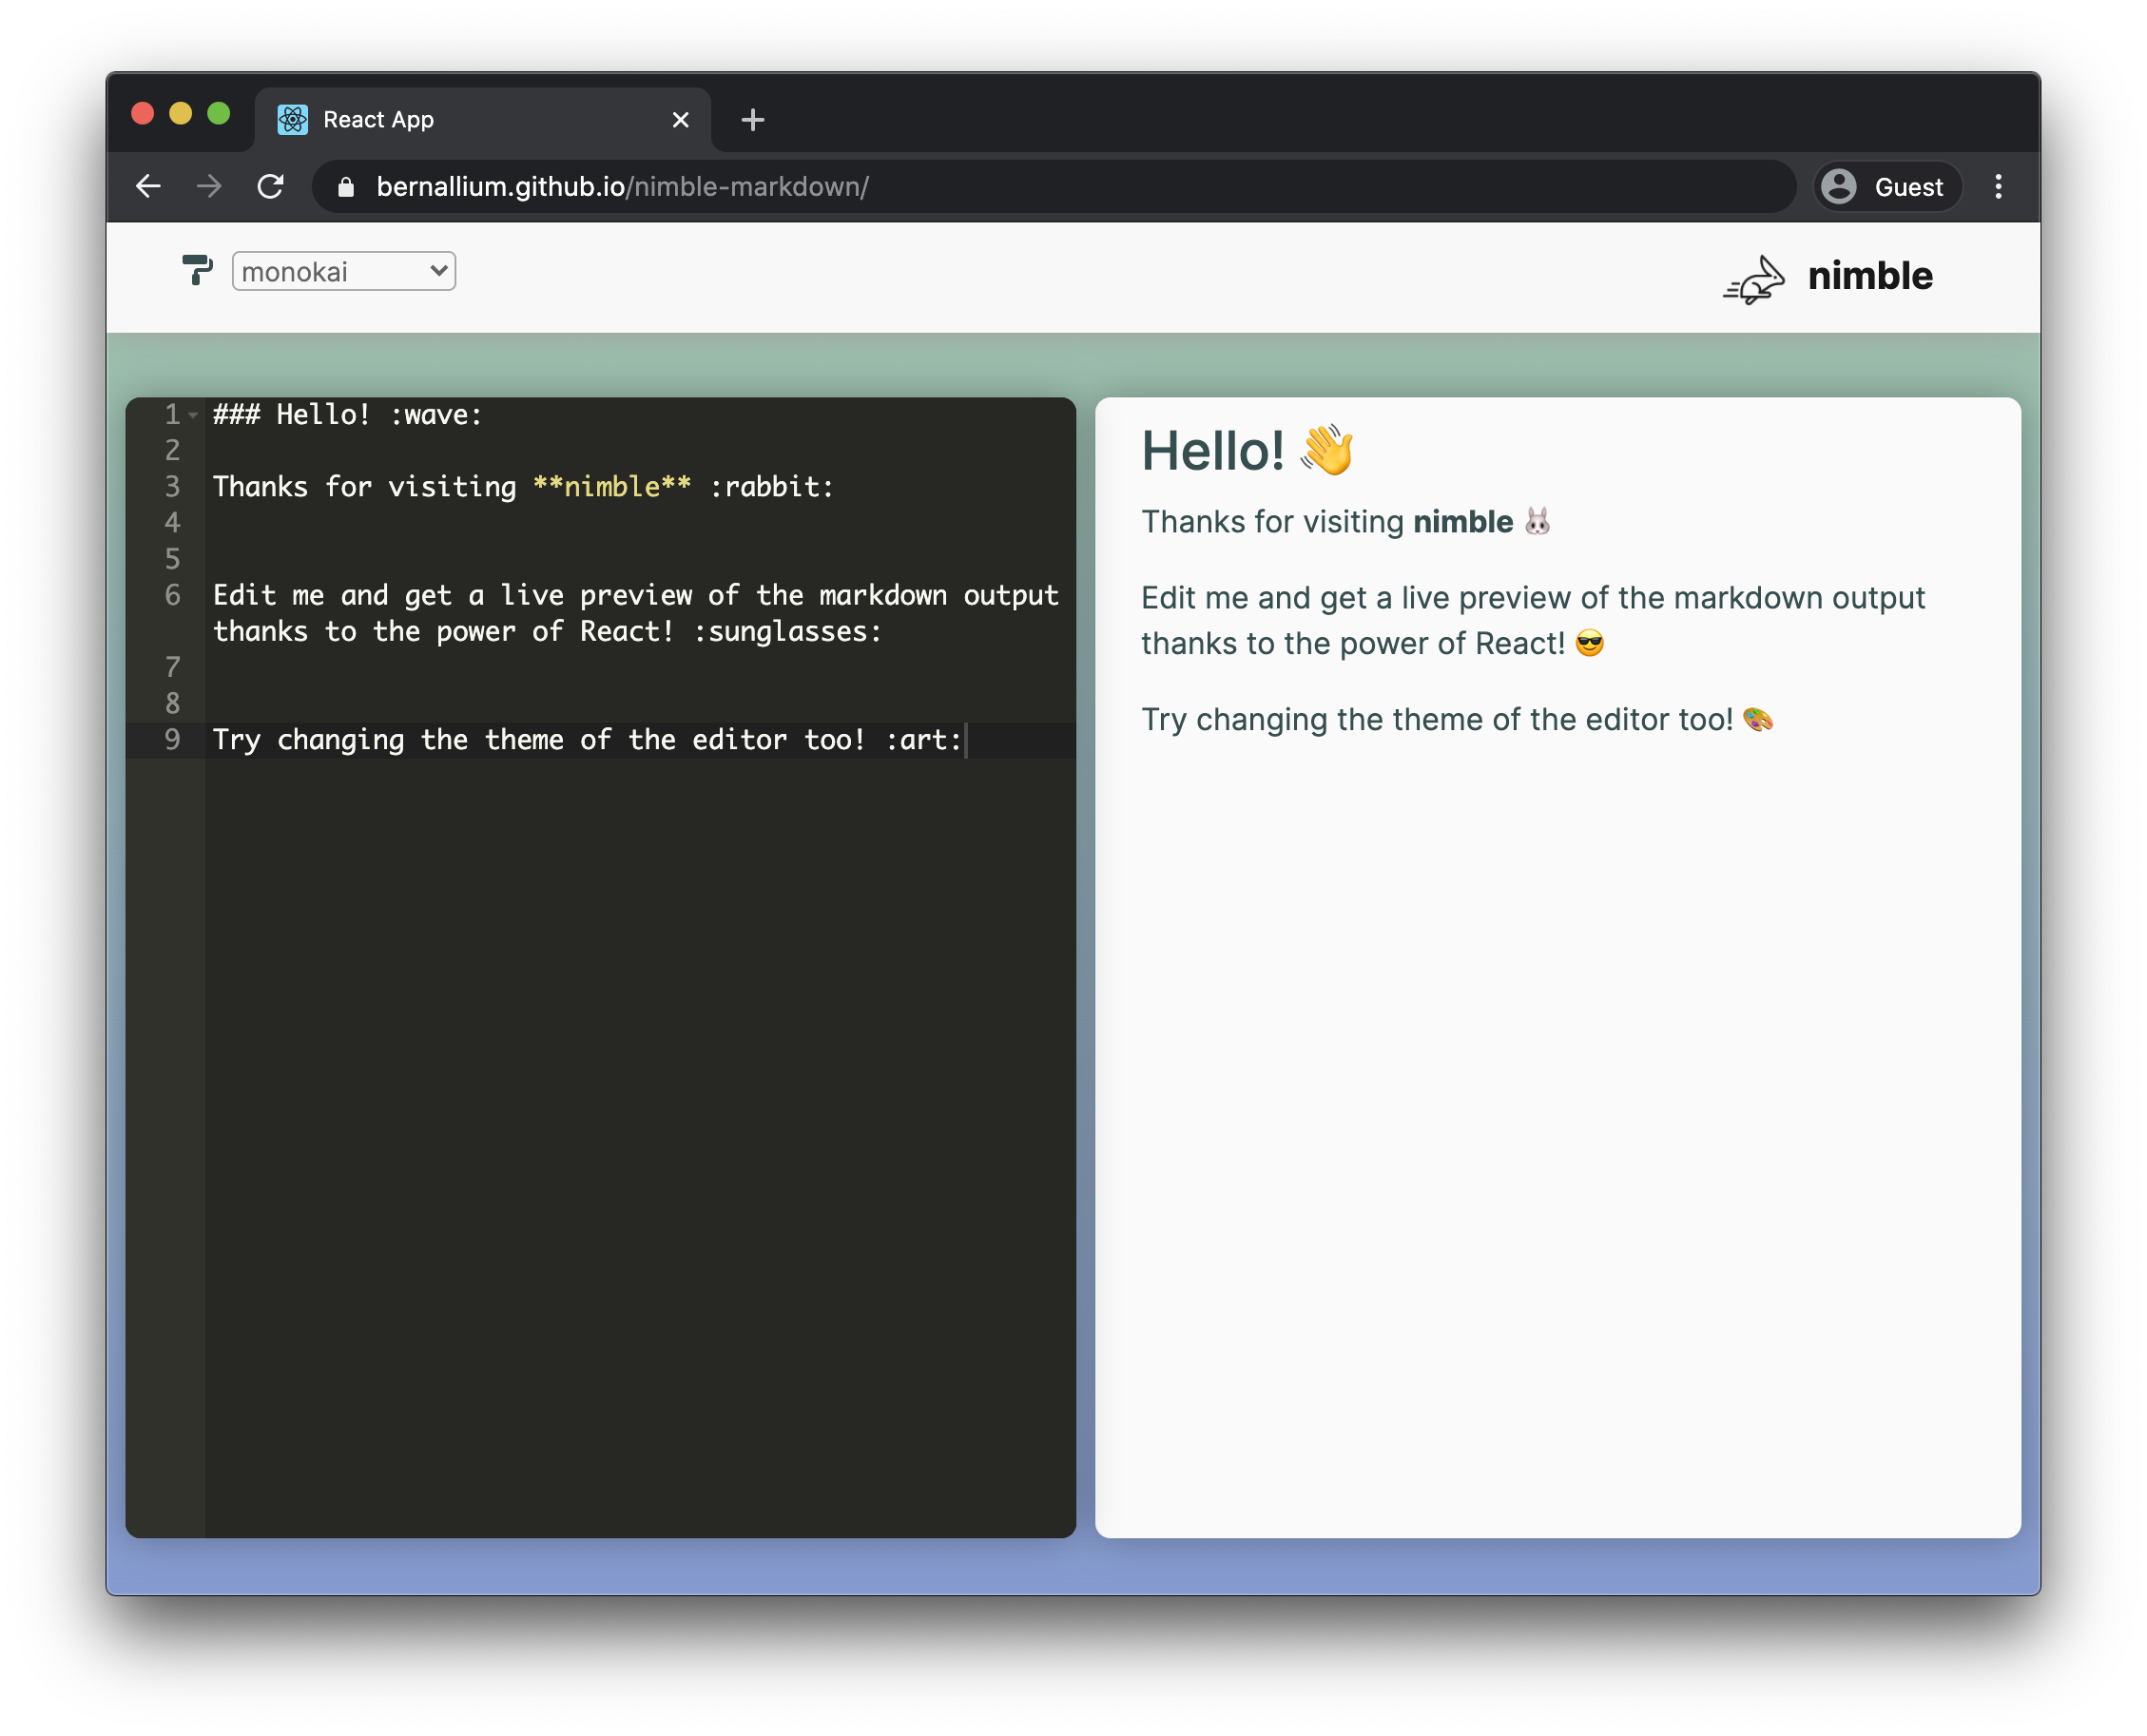 React App
bernallium.github.io/nimble-markdown/
Guest
monokai
nimble
1 ### Hello! :wave:
2
3 Thanks for visiting **nimble** :rabbit:
4
5
6 Edit me and get a live preview of the markdown output
thanks to the power of React! :sunglasses:
7
8
9 Try changing the theme of the editor too! :art:
Hello! 👋
Thanks for visiting nimble 🐰
Edit me and get a live preview of the markdown output
thanks to the power of React! 😎
Try changing the theme of the editor too! 🎨